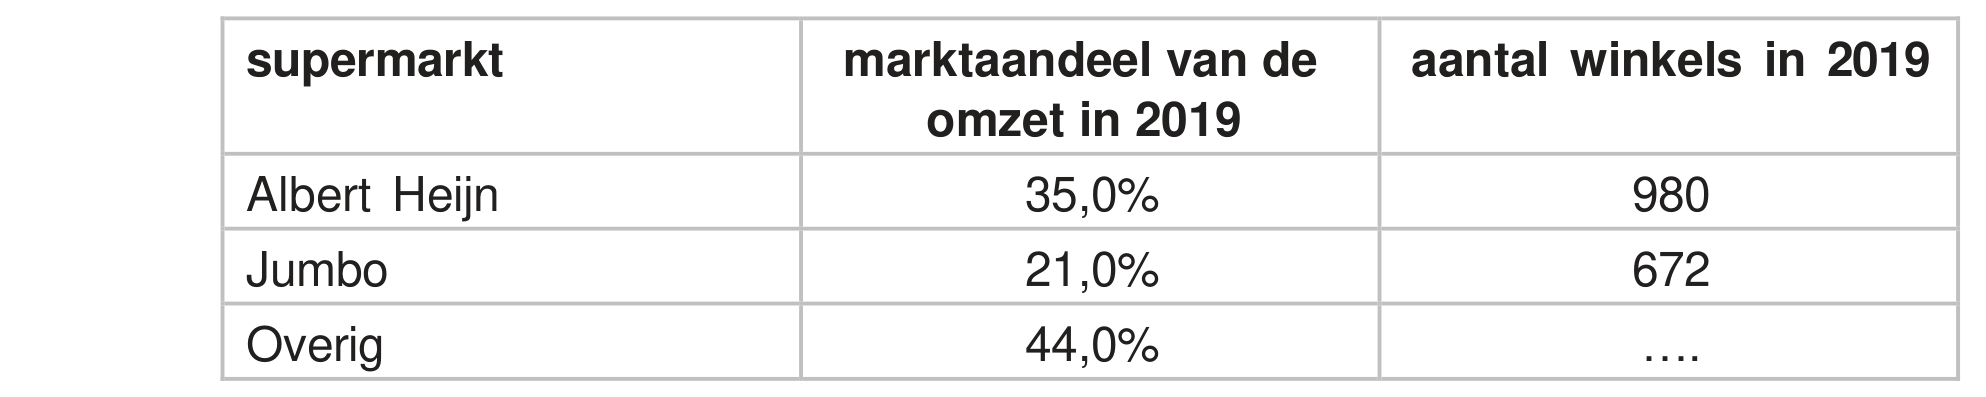 supermarkt marktaandeel van de omzet in 2019 aantal winkels in 2019
Albert Heijn 35,0% 980
Jumbo 21,0% 672
Overig 44,0% ....